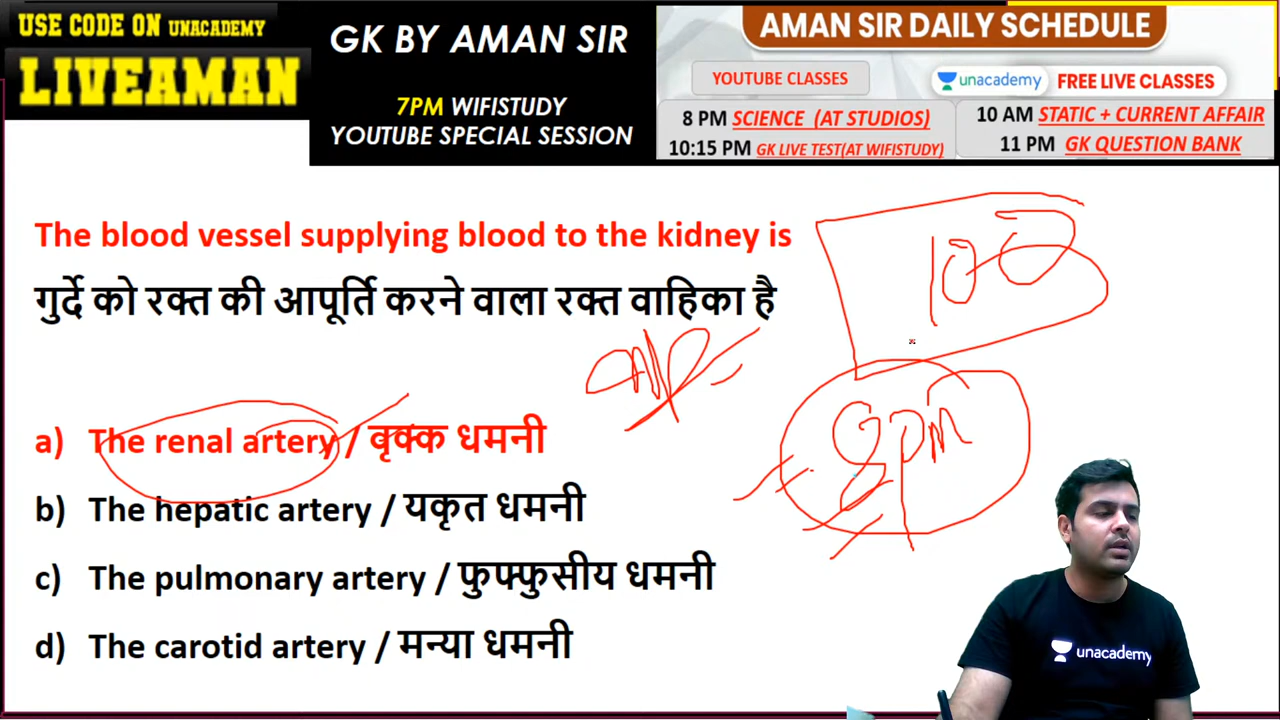 USE CODE ON UNACADEMY
LIVEAMAN
GK BY AMAN SIR
7PM WIFISTUDY
YOUTUBE SPECIAL SESSION
AMAN SIR DAILY SCHEDULE
YOUTUBE CLASSES
unacademy FREE LIVE CLASSES
8 PM SCIENCE (AT STUDIOS)
10:15 PM GK LIVE TEST(AT WIFISTUDY)
10 AM STATIC + CURRENT AFFAIR
11 PM GK QUESTION BANK
The blood vessel supplying blood to the kidney is
गुर्दे को रक्त की आपूर्ति करने वाला रक्त वाहिका है
100
8pm
a) The renal artery / वृक्क धमनी
b) The hepatic artery / यकृत धमनी
c) The pulmonary artery / फुफ्फुसीय धमनी
d) The carotid artery / मन्या धमनी
unacademy